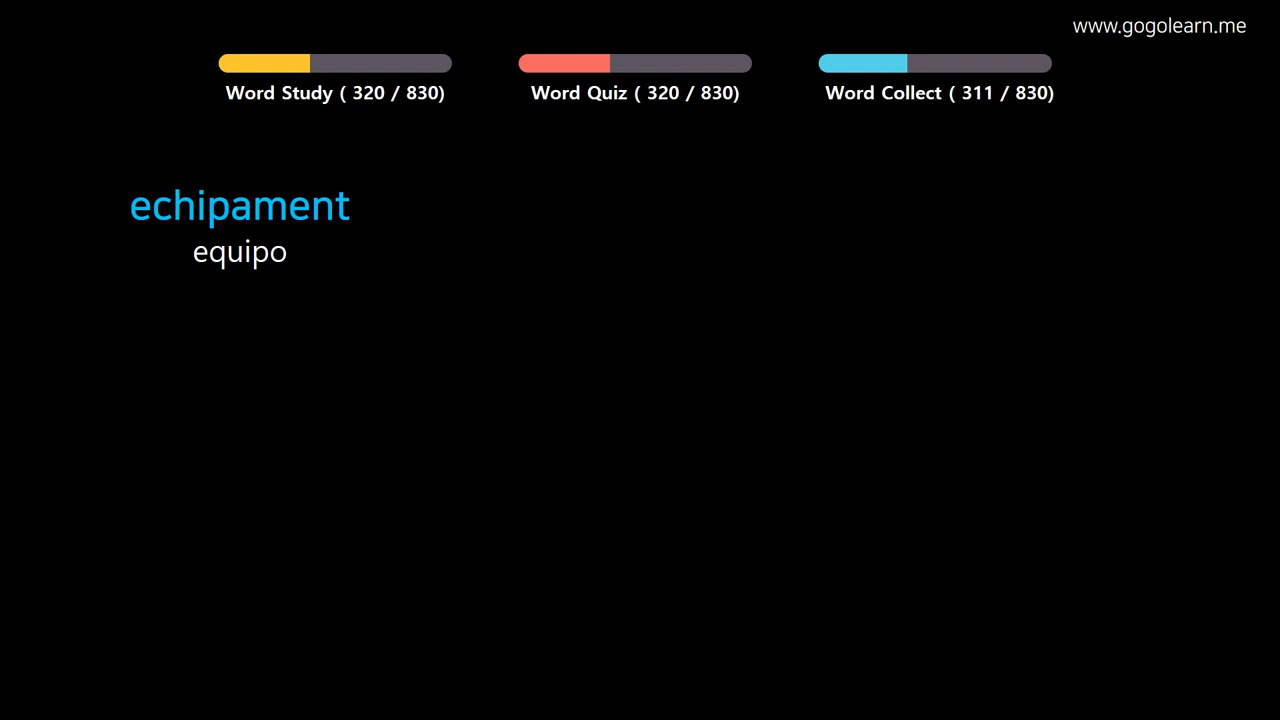 www.gogolearn.me
Word Study ( 320 / 830)
Word Quiz ( 320 / 830)
Word Collect ( 311 / 830)
echipament
equipo